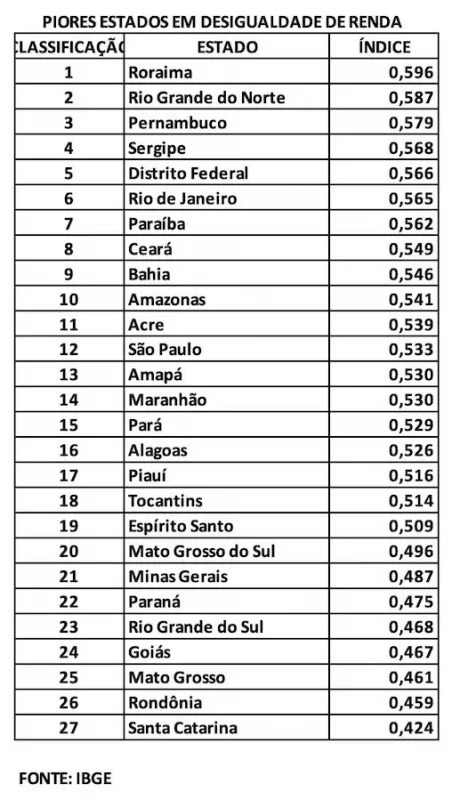 PIORES ESTADOS EM DESIGUALDADE DE RENDA
CLASSIFICAÇÃO ESTADO ÍNDICE
1 Roraima 0,596
2 Rio Grande do Norte 0,587
3 Pernambuco 0,579
4 Sergipe 0,568
5 Distrito Federal 0,566
6 Rio de Janeiro 0,565
7 Paraíba 0,562
8 Ceará 0,549
9 Bahia 0,546
10 Amazonas 0,541
11 Acre 0,539
12 São Paulo 0,533
13 Amapá 0,530
14 Maranhão 0,530
15 Pará 0,529
16 Alagoas 0,526
17 Piauí 0,516
18 Tocantins 0,514
19 Espírito Santo 0,509
20 Mato Grosso do Sul 0,496
21 Minas Gerais 0,487
22 Paraná 0,475
23 Rio Grande do Sul 0,468
24 Goiás 0,467
25 Mato Grosso 0,461
26 Rondônia 0,459
27 Santa Catarina 0,424
FONTE: IBGE